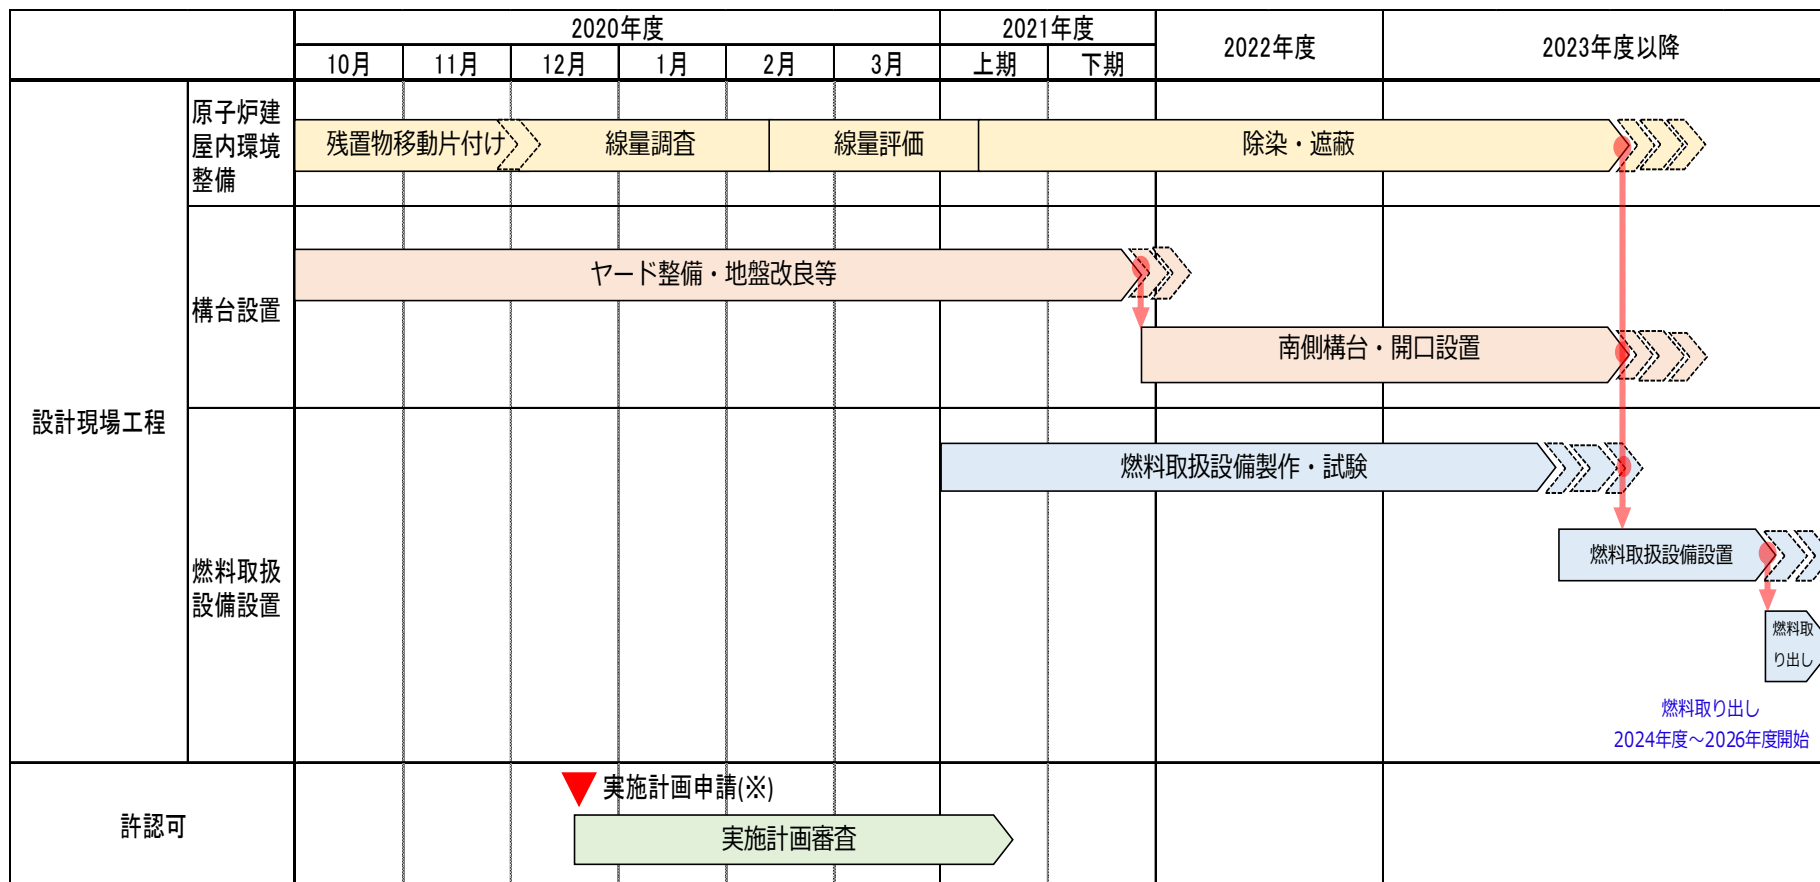 2020年度
2021年度
2022年度
2023年度以降
10月
11月
12月
1月
2月
3月
上期
下期
設計現場工程
原子炉建
屋内環境
整備
残置物移動片付け
線量調査
線量評価
除染・遮蔽
構台設置
ヤード整備・地盤改良等
南側構台・開口設置
燃料取扱
設備設置
燃料取扱設備製作・試験
燃料取扱設備設置
燃料取
り出し
燃料取り出し
2024年度～2026年度開始
許認可
実施計画申請(※)
実施計画審査